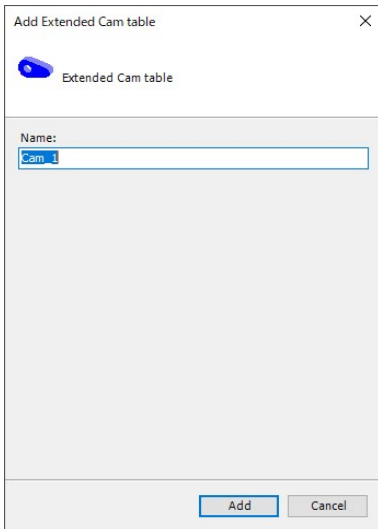 Add Extended Cam table
Extended Cam table
Name:
Cam_1
Add
Cancel